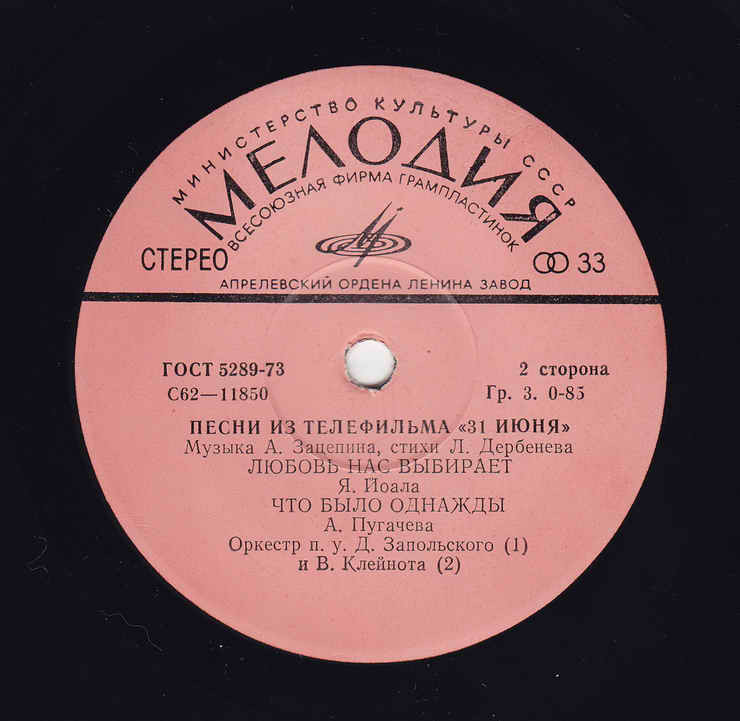 МИНИСТЕРСТВО КУЛЬТУРЫ СССР
МЕЛОДИЯ
ВСЕСОЮЗНАЯ ФИРМА ГРАМПЛАСТИНОК
СТЕРЕО
33
АПРЕЛЕВСКИЙ ОРДЕНА ЛЕНИНА ЗАВОД
ГОСТ 5289-73
2 сторона
С62—11850
Гр. 3. 0-85
ПЕСНИ ИЗ ТЕЛЕФИЛЬМА «31 ИЮНЯ»
Музыка А. Зацепина, стихи Л. Дербенева
ЛЮБОВЬ НАС ВЫБИРАЕТ
Я. Йоала
ЧТО БЫЛО ОДНАЖДЫ
А. Пугачева
Оркестр п. у. Д. Запольского (1)
и В. Клейнота (2)